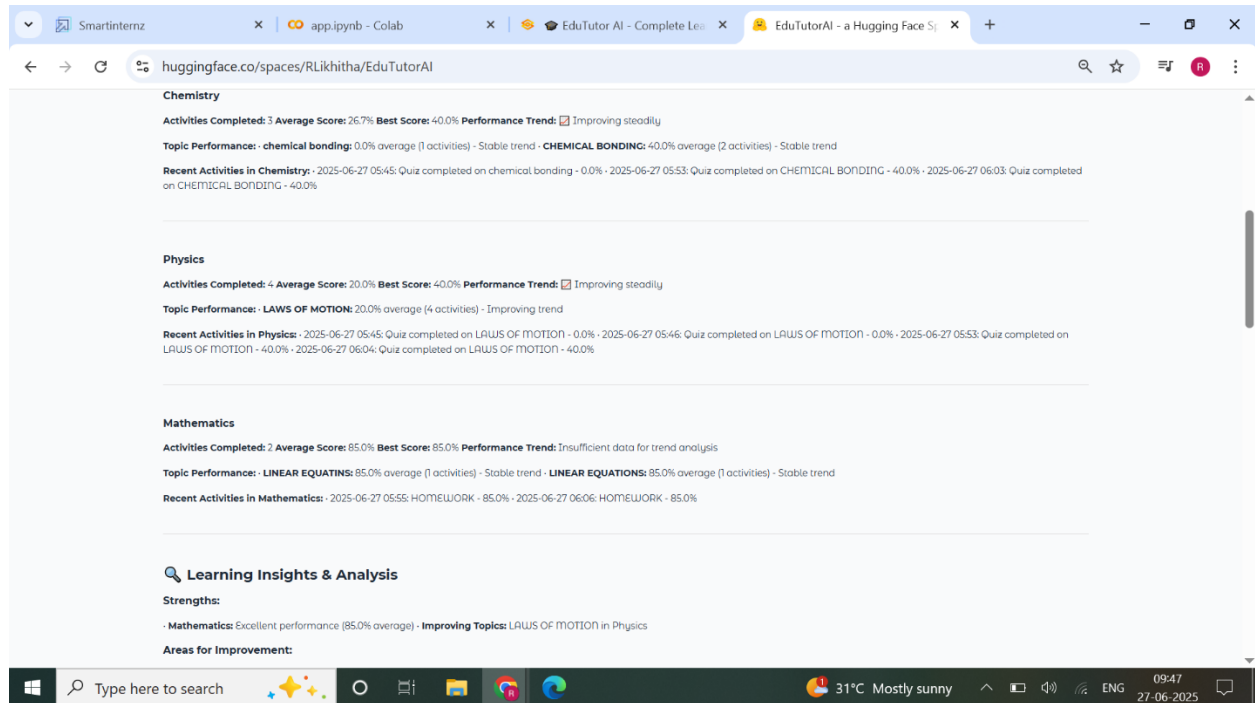 Smartinternz
app.ipynb - Colab
EduTutor AI - Complete Lea
EduTutorAI - a Hugging Face Sp
huggingface.co/spaces/RLikhitha/EduTutorAI
R
Chemistry
Activities Completed: 3 Average Score: 26.7% Best Score: 40.0% Performance Trend: 📈 Improving steadily
Topic Performance: · chemical bonding: 0.0% average (1 activities) - Stable trend · CHEMICAL BONDING: 40.0% average (2 activities) - Stable trend
Recent Activities in Chemistry: · 2025-06-27 05:45: Quiz completed on chemical bonding - 0.0% · 2025-06-27 05:53: Quiz completed on CHEMICAL BONDING - 40.0% · 2025-06-27 06:03: Quiz completed
on CHEMICAL BONDING - 40.0%
Physics
Activities Completed: 4 Average Score: 20.0% Best Score: 40.0% Performance Trend: 📈 Improving steadily
Topic Performance: · LAWS OF MOTION: 20.0% average (4 activities) - Improving trend
Recent Activities in Physics: · 2025-06-27 05:45: Quiz completed on LAWS OF MOTION - 0.0% · 2025-06-27 05:46: Quiz completed on LAWS OF MOTION - 0.0% · 2025-06-27 05:53: Quiz completed on
LAWS OF MOTION - 40.0% · 2025-06-27 06:04: Quiz completed on LAWS OF MOTION - 40.0%
Mathematics
Activities Completed: 2 Average Score: 85.0% Best Score: 85.0% Performance Trend: Insufficient data for trend analysis
Topic Performance: · LINEAR EQUATINS: 85.0% average (1 activities) - Stable trend · LINEAR EQUATIONS: 85.0% average (1 activities) - Stable trend
Recent Activities in Mathematics: · 2025-06-27 05:55: HOMEWORK - 85.0% · 2025-06-27 06:06: HOMEWORK - 85.0%
🔍 Learning Insights & Analysis
Strengths:
· Mathematics: Excellent performance (85.0% average) · Improving Topics: LAWS OF MOTION in Physics
Areas for Improvement:
Type here to search
1
31°C Mostly sunny
ENG
09:47
27-06-2025